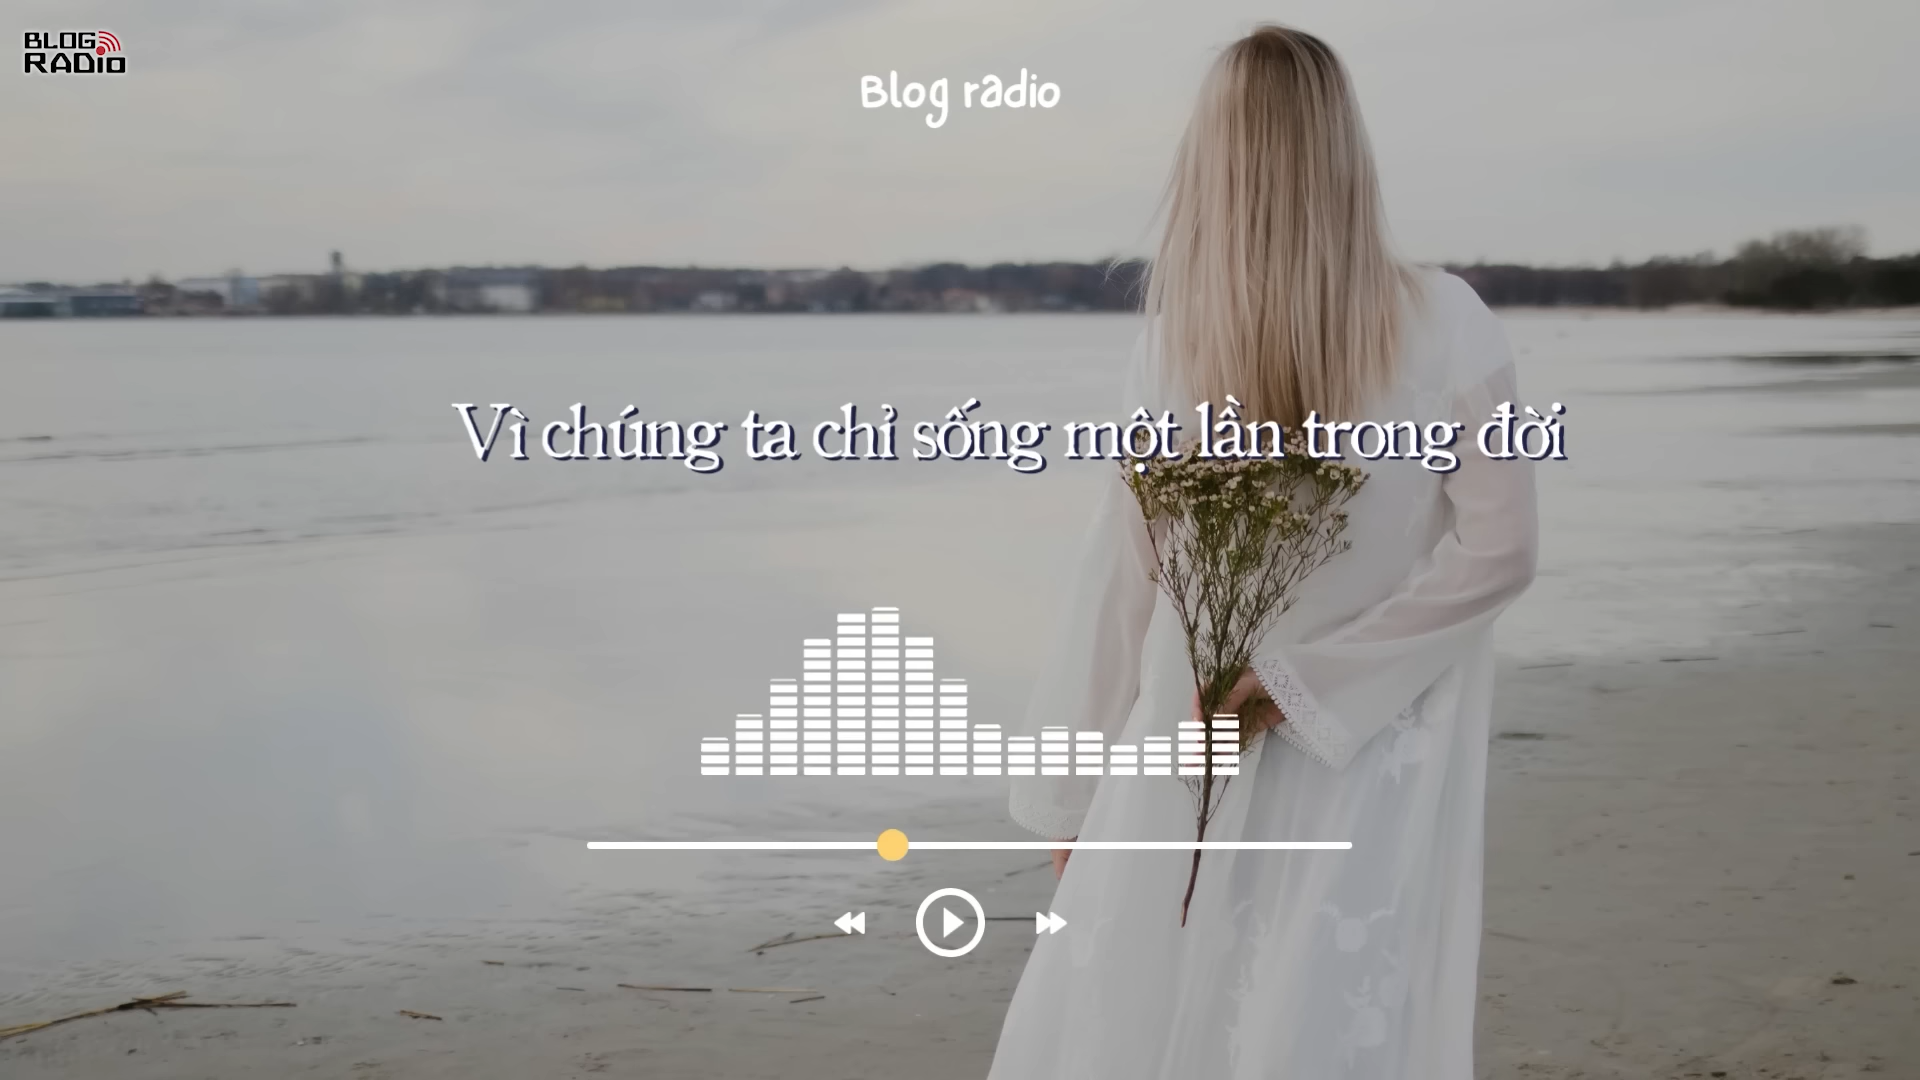 BLOG
RADIO
Blog radio
Vì chúng ta chỉ sống một lần trong đời